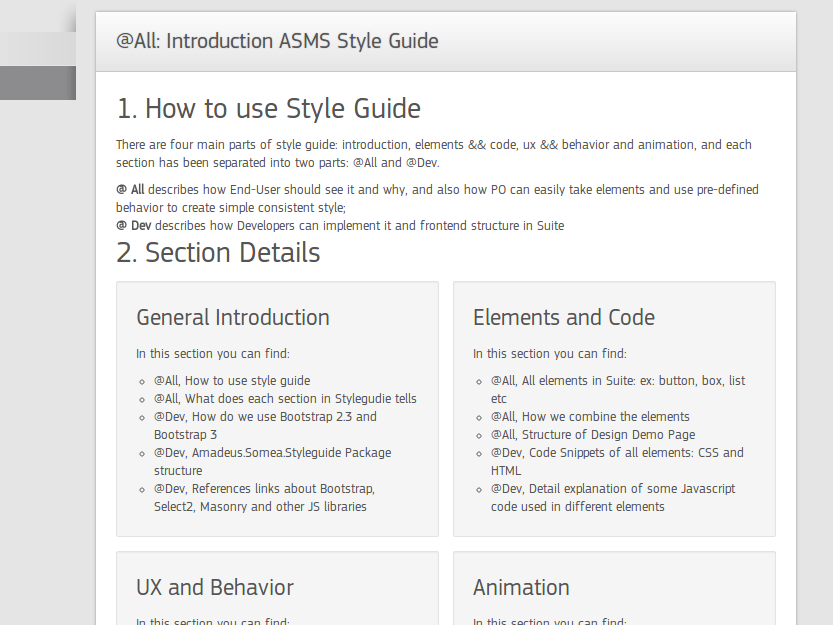 @All: Introduction ASMS Style Guide
1. How to use Style Guide
There are four main parts of style guide: introduction, elements && code, ux && behavior and animation, and each
section has been separated into two parts: @All and @Dev.
@ All describes how End-User should see it and why, and also how PO can easily take elements and use pre-defined
behavior to create simple consistent style;
@ Dev describes how Developers can implement it and frontend structure in Suite
2. Section Details
General Introduction
In this section you can find:
@All, How to use style guide
@All, What does each section in Stylegudie tells
@Dev, How do we use Bootstrap 2.3 and
Bootstrap 3
@Dev, Amadeus.Somea.Styleguide Package
structure
@Dev, References links about Bootstrap,
Select2, Masonry and other JS libraries
Elements and Code
In this section you can find:
@All, All elements in Suite: ex: button, box, list
etc
@All, How we combine the elements
@All, Structure of Design Demo Page
@Dev, Code Snippets of all elements: CSS and
HTML
@Dev, Detail explanation of some Javascript
code used in different elements
UX and Behavior
In this section you can find:
Animation
In this section you can find: